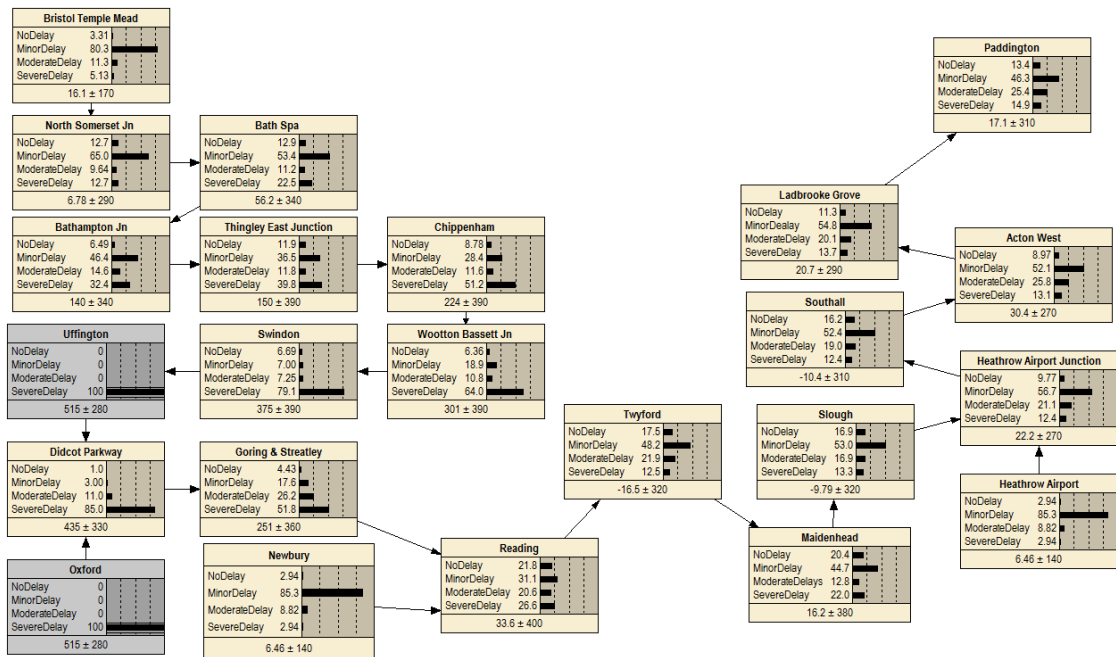 Bristol Temple Mead
NoDelay 3.31
MinorDelay 80.3
ModerateDelay 11.3
SevereDelay 5.13
16.1 ± 170
North Somerset Jn
NoDelay 12.7
MinorDelay 65.0
ModerateDelay 9.64
SevereDelay 12.7
6.78 ± 290
Bath Spa
NoDelay 12.9
MinorDelay 53.4
ModerateDelay 11.2
SevereDelay 22.5
56.2 ± 340
Bathampton Jn
NoDelay 6.49
MinorDelay 46.4
ModerateDelay 14.6
SevereDelay 32.4
140 ± 340
Thingley East Junction
NoDelay 11.9
MinorDelay 36.5
ModerateDelay 11.8
SevereDelay 39.8
150 ± 390
Chippenham
NoDelay 8.78
MinorDelay 28.4
ModerateDelay 11.6
SevereDelay 51.2
224 ± 390
Uffington
NoDelay 0
MinorDelay 0
ModerateDelay 0
SevereDelay 100
515 ± 280
Swindon
NoDelay 6.69
MinorDelay 7.00
ModerateDelay 7.25
SevereDelay 79.1
375 ± 390
Wootton Bassett Jn
NoDelay 6.36
MinorDelay 18.9
ModerateDelay 10.8
SevereDelay 64.0
301 ± 390
Didcot Parkway
NoDelay 1.0
MinorDelay 3.00
ModerateDelay 11.0
SevereDelay 85.0
435 ± 330
Goring & Streatley
NoDelay 4.43
MinorDelay 17.6
ModerateDelay 26.2
SevereDelay 51.8
251 ± 360
Oxford
NoDelay 0
MinorDelay 0
ModerateDelay 0
SevereDelay 100
515 ± 280
Newbury
NoDelay 2.94
MinorDelay 85.3
ModerateDelay 8.82
SevereDelay 2.94
6.46 ± 140
Reading
NoDelay 21.8
MinorDelay 31.1
ModerateDelay 20.6
SevereDelay 26.6
33.6 ± 400
Twyford
NoDelay 17.5
MinorDelay 48.2
ModerateDelay 21.9
SevereDelay 12.5
-16.5 ± 320
Maidenhead
NoDelay 20.4
MinorDelay 44.7
ModerateDelays 12.8
SevereDelay 22.0
16.2 ± 380
Slough
NoDelay 16.9
MinorDelay 53.0
ModerateDelay 16.9
SevereDelay 13.3
-9.79 ± 320
Heathrow Airport
NoDelay 2.94
MinorDelay 85.3
ModerateDelay 8.82
SevereDelay 2.94
6.46 ± 140
Heathrow Airport Junction
NoDelay 9.77
MinorDelay 56.7
ModerateDelay 21.1
SevereDelay 12.4
22.2 ± 270
Southall
NoDelay 16.2
MinorDelay 52.4
ModerateDelay 19.0
SevereDelay 12.4
-10.4 ± 310
Acton West
NoDelay 8.97
MinorDelay 52.1
ModerateDelay 25.8
SevereDelay 13.1
30.4 ± 270
Ladbrooke Grove
NoDelay 11.3
MinorDelay 54.8
ModerateDelay 20.1
SevereDelay 13.7
20.7 ± 290
Paddington
NoDelay 13.4
MinorDelay 46.3
ModerateDelay 25.4
SevereDelay 14.9
17.1 ± 310